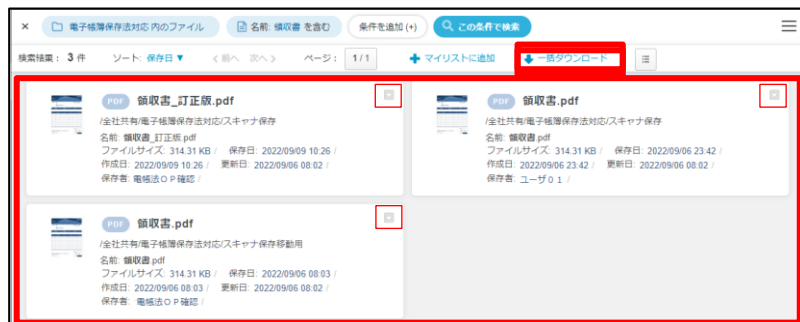 × 電子帳簿保存法対応 内のファイル 名前: 領収書 を含む 条件を追加 (+) この条件で検索
検索結果： 3 件 ソート: 保存日▼ < 前へ 次へ > ページ： 1 / 1 マイリストに追加 一括ダウンロード
PDF 領収書_訂正版.pdf
/全社共有/電子帳簿保存法対応/スキャナ保存
名前: 領収書_訂正版.pdf
ファイルサイズ: 314.31 KB / 保存日: 2022/09/09 10:26 /
作成日: 2022/09/09 10:26 / 更新日: 2022/09/06 08:02 /
保存者: 電帳法ＯＰ確認 /
PDF 領収書.pdf
/全社共有/電子帳簿保存法対応/スキャナ保存
名前: 領収書.pdf
ファイルサイズ: 314.31 KB / 保存日: 2022/09/06 23:42 /
作成日: 2022/09/06 23:42 / 更新日: 2022/09/06 08:02 /
保存者: ユーザ０１ /
PDF 領収書.pdf
/全社共有/電子帳簿保存法対応/スキャナ保存移動用
名前: 領収書.pdf
ファイルサイズ: 314.31 KB / 保存日: 2022/09/06 08:03 /
作成日: 2022/09/06 08:03 / 更新日: 2022/09/06 08:02 /
保存者: 電帳法ＯＰ確認 /